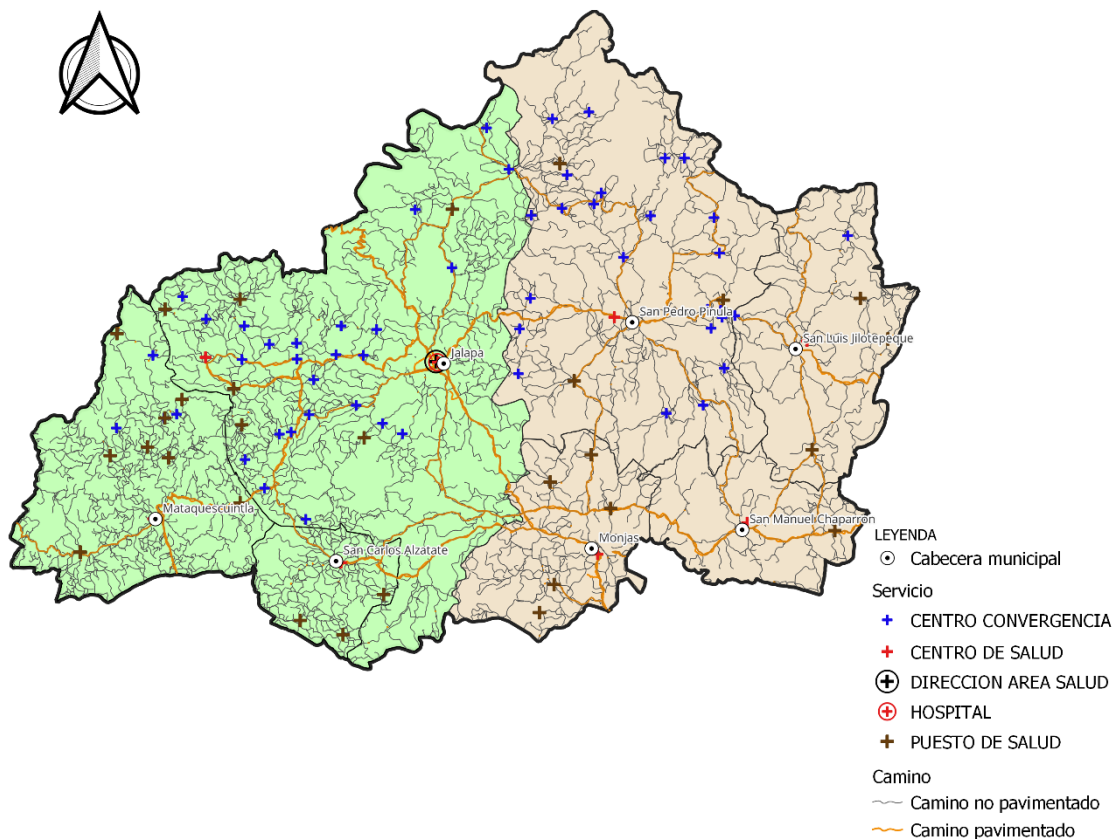 San Pedro Pinula
San Luis Jilotepeque
Jalapa
Mataquescuintla
San Manuel Chaparrón
Monjas
San Carlos Alzatate
LEYENDA
Cabecera municipal
Servicio
CENTRO CONVERGENCIA
CENTRO DE SALUD
DIRECCION AREA SALUD
HOSPITAL
PUESTO DE SALUD
Camino
Camino no pavimentado
Camino pavimentado